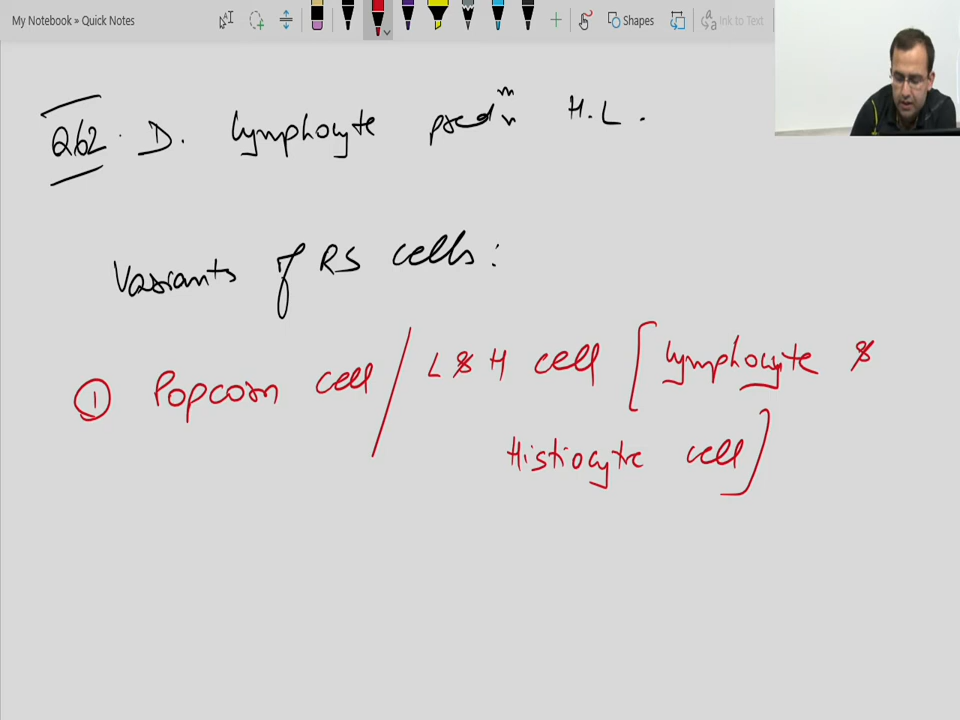 My Notebook » Quick Notes
Shapes
Ink to Text
Q62. D. Lymphocyte predm n H.L.
Variants of RS cells:
① Popcorn cell / L & H cell [Lymphocyte &
Histiocyte cell]